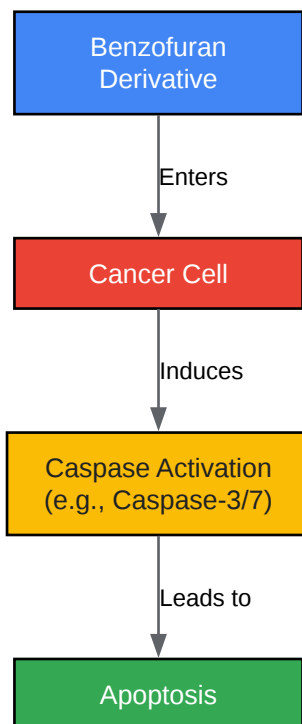 Benzofuran
Derivative
Enters
Cancer Cell
Induces
Caspase Activation
(e.g., Caspase-3/7)
Leads to
Apoptosis